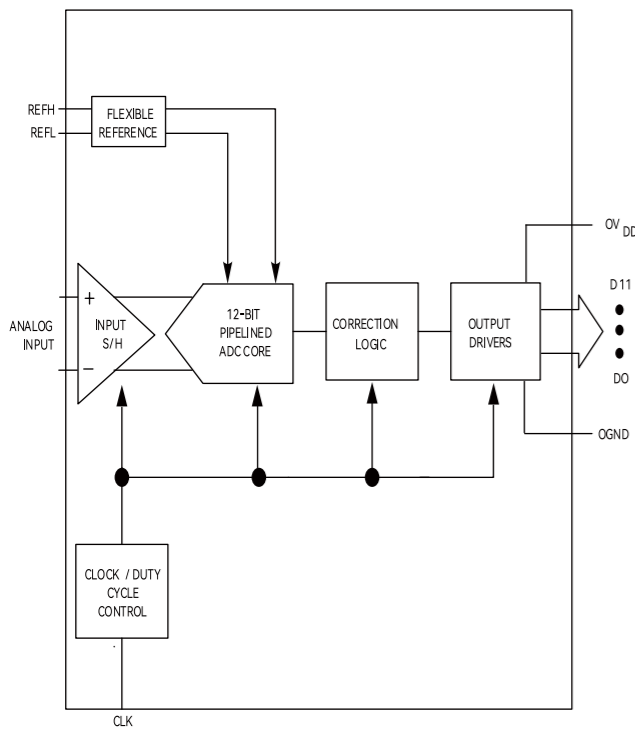 REFH
REFL
FLEXIBLE
REFERENCE
OV DD
D11
ANALOG
INPUT
+
−
INPUT
S/H
12-BIT
PIPELINED
ADC CORE
CORRECTION
LOGIC
OUTPUT
DRIVERS
D0
OGND
CLOCK / DUTY
CYCLE
CONTROL
CLK